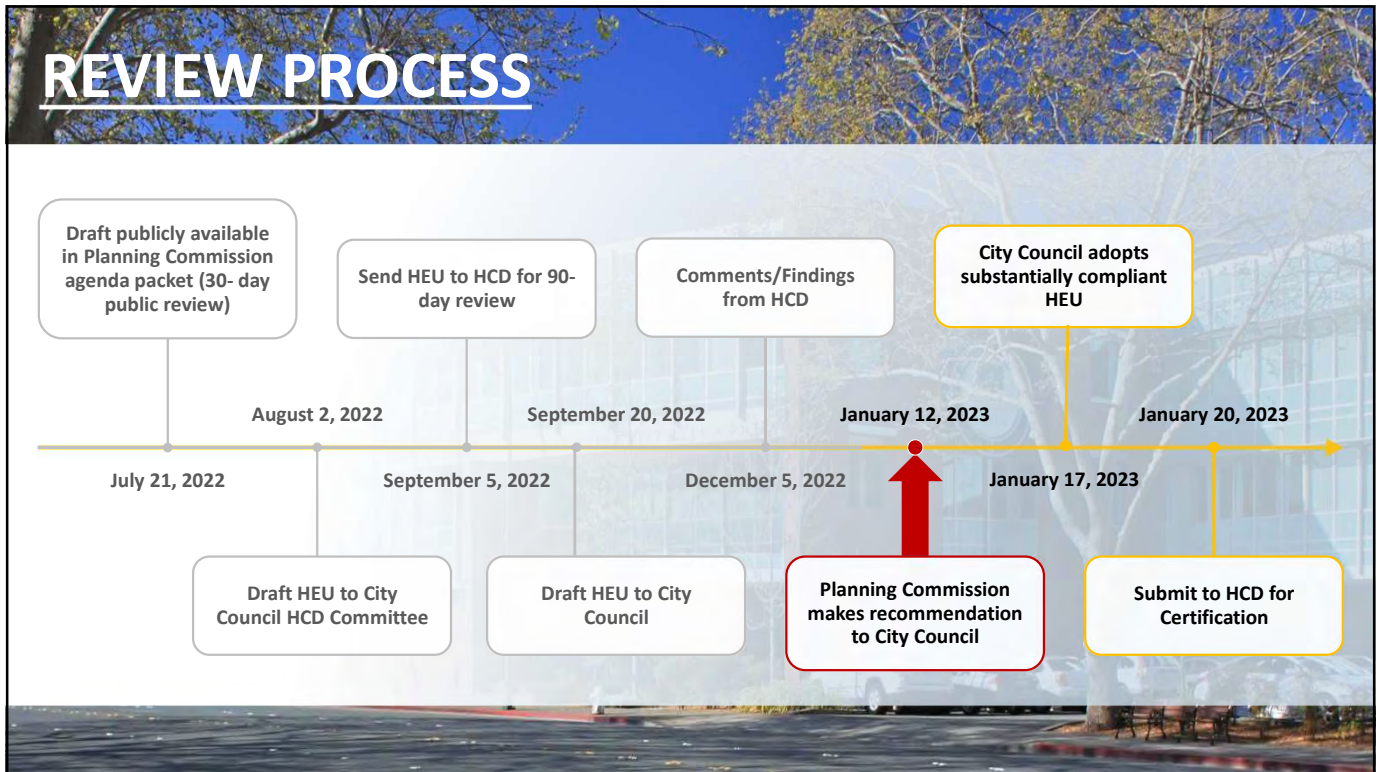 REVIEW PROCESS
Draft publicly available
in Planning Commission
agenda packet (30- day
public review)
Send HEU to HCD for 90-
day review
Comments/Findings
from HCD
City Council adopts
substantially compliant
HEU
August 2, 2022
September 20, 2022
January 12, 2023
January 20, 2023
July 21, 2022
September 5, 2022
December 5, 2022
January 17, 2023
Draft HEU to City
Council HCD Committee
Draft HEU to City
Council
Planning Commission
makes recommendation
to City Council
Submit to HCD for
Certification